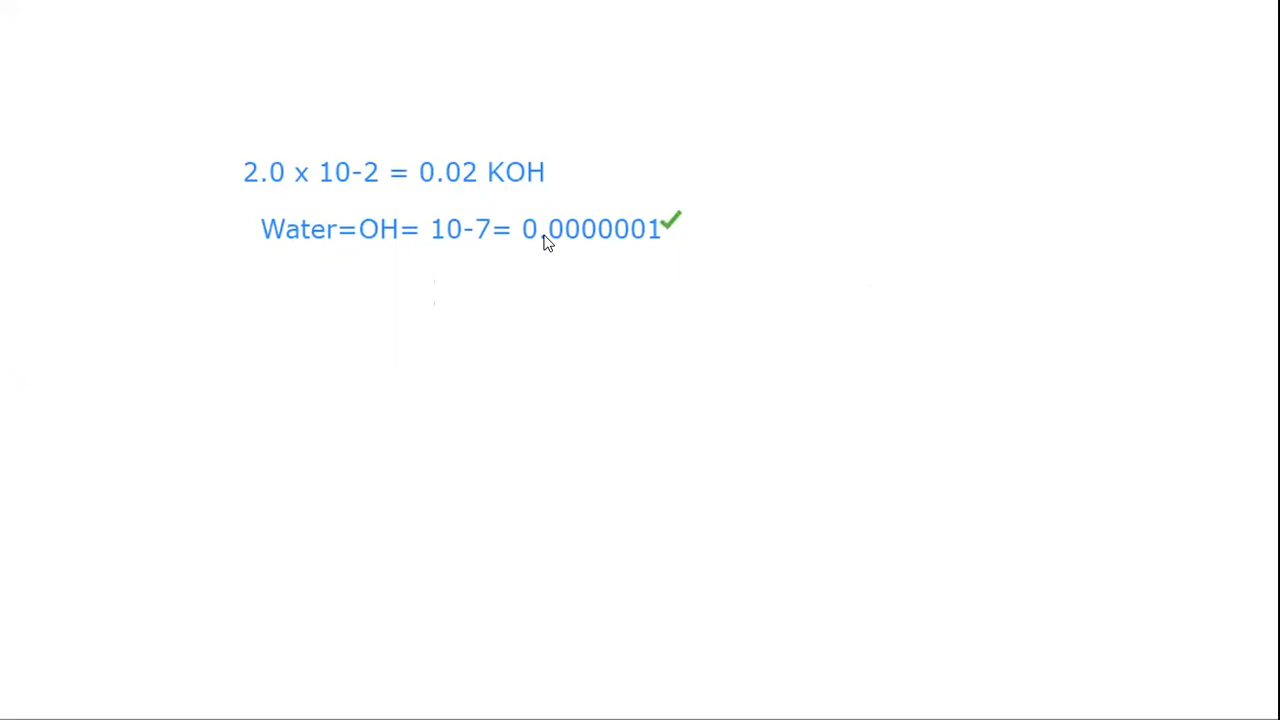 2.0 x 10-2 = 0.02 KOH
Water=OH= 10-7= 0.0000001